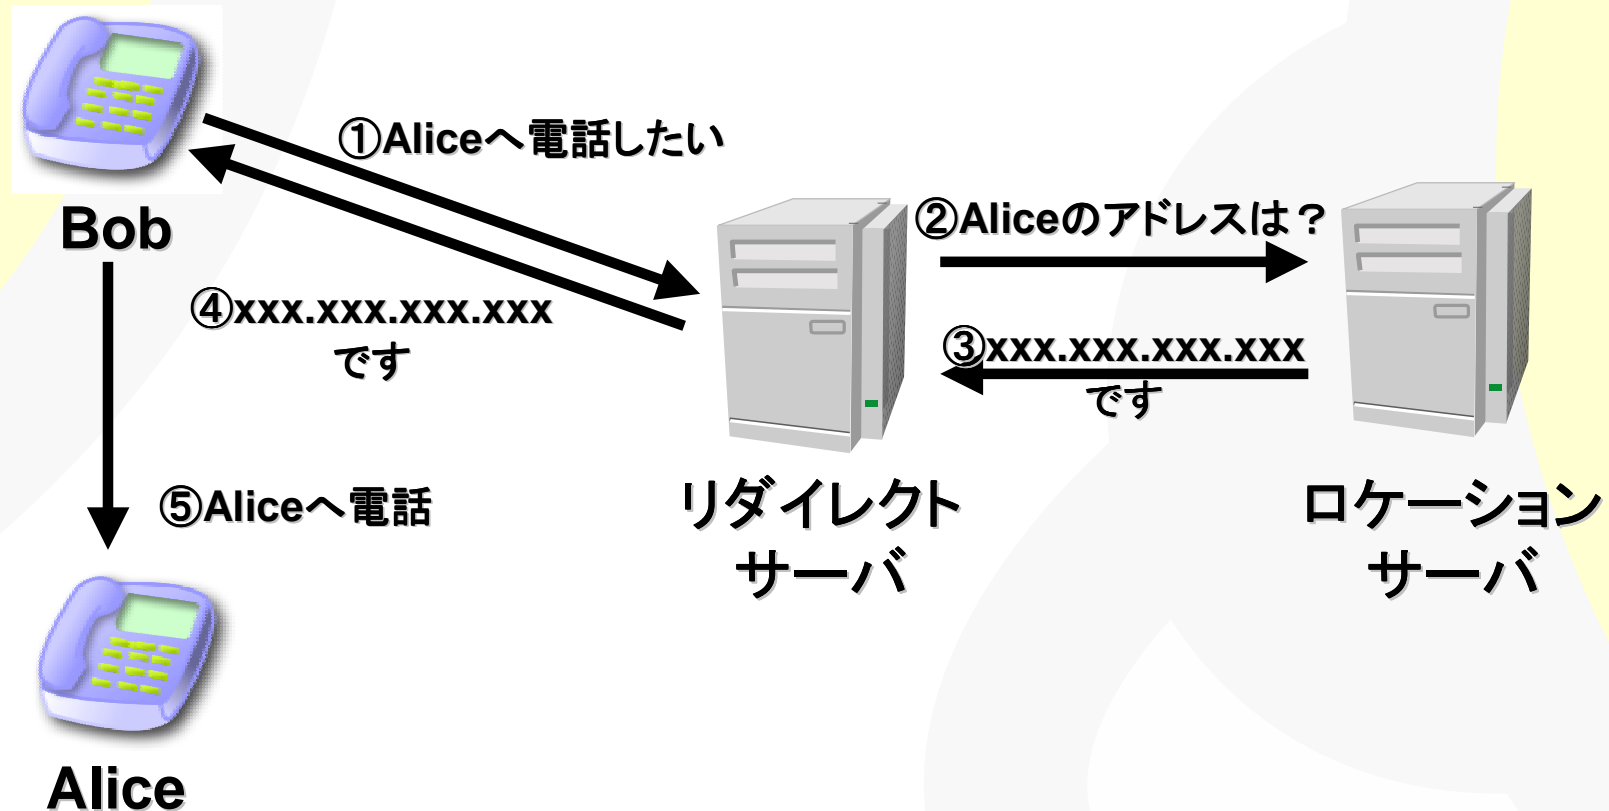 ①Aliceへ電話したい
Bob
②Aliceのアドレスは？
④xxx.xxx.xxx.xxx
です
③xxx.xxx.xxx.xxx
です
⑤Aliceへ電話
リダイレクト
サーバ
ロケーション
サーバ
Alice